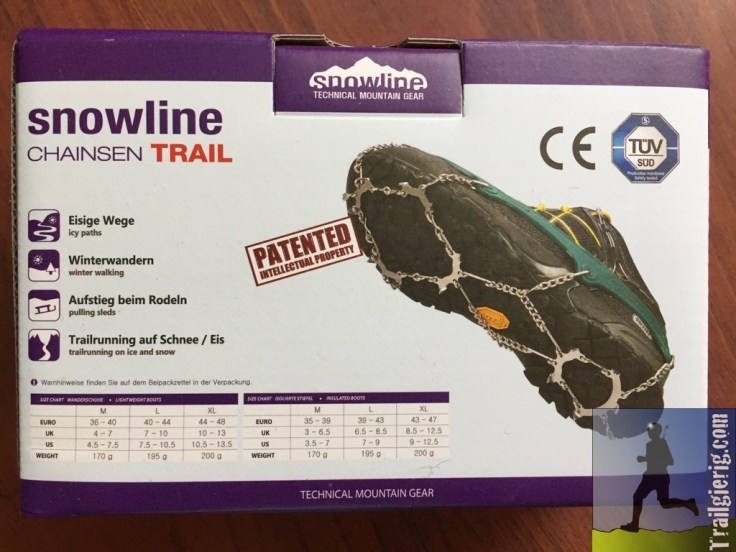 snowline
TECHNICAL MOUNTAIN GEAR
snowline
CHAINSEN TRAIL
CE
TÜV
SÜD
Production monitored
Safety tested
Eisige Wege
icy paths
Winterwandern
winter walking
Aufstieg beim Rodeln
pulling sleds
Trailrunning auf Schnee / Eis
trailrunning on ice and snow
PATENTED
INTELLECTUAL PROPERTY
Warnhinweise finden Sie auf dem Beipackzettel in der Verpackung.
SIZE CHART WANDERSCHUHE • LIGHTWEIGHT BOOTS
M L XL
EURO 36 – 40 40 – 44 44 – 48
UK 4 – 7 7 – 10 10 – 13
US 4.5 – 7.5 7.5 – 10.5 10.5 – 13.5
WEIGHT 170 g 195 g 200 g
SIZE CHART ISOLIERTE STIEFEL • INSULATED BOOTS
M L XL
EURO 35 – 39 39 – 43 43 – 47
UK 3 – 6.5 6.5 – 8.5 8.5 – 12.5
US 3.5 – 7 7 – 9 9 – 12.5
WEIGHT 170 g 195 g 200 g
TECHNICAL MOUNTAIN GEAR
Trailgierig.com